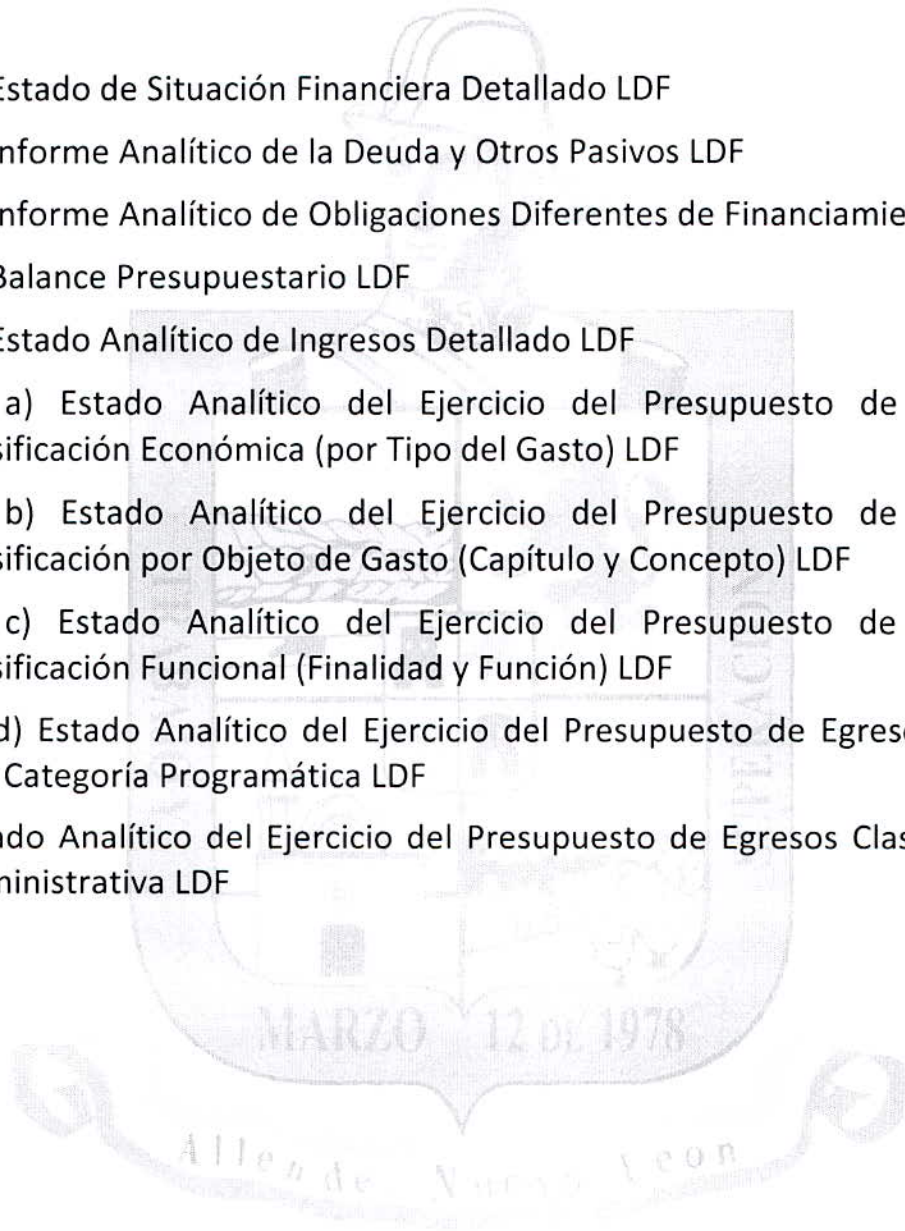 Estado de Situación Financiera Detallado LDF
nforme Analítico de la Deuda y Otros Pasivos LDF
nforme Analítico de Obligaciones Diferentes de Financiamie
Balance Presupuestario LDF
Estado Analítico de Ingresos Detallado LDF
a) Estado Analítico del Ejercicio del Presupuesto de
sificación Económica (por Tipo del Gasto) LDF
b) Estado Analítico del Ejercicio del Presupuesto de
sificación por Objeto de Gasto (Capítulo y Concepto) LDF
c) Estado Analítico del Ejercicio del Presupuesto de
sificación Funcional (Finalidad y Función) LDF
d) Estado Analítico del Ejercicio del Presupuesto de Egreso
Categoría Programática LDF
ado Analítico del Ejercicio del Presupuesto de Egresos Clas
ministrativa LDF
MARZO 12 DE 1978
Allende, Nuevo Leon